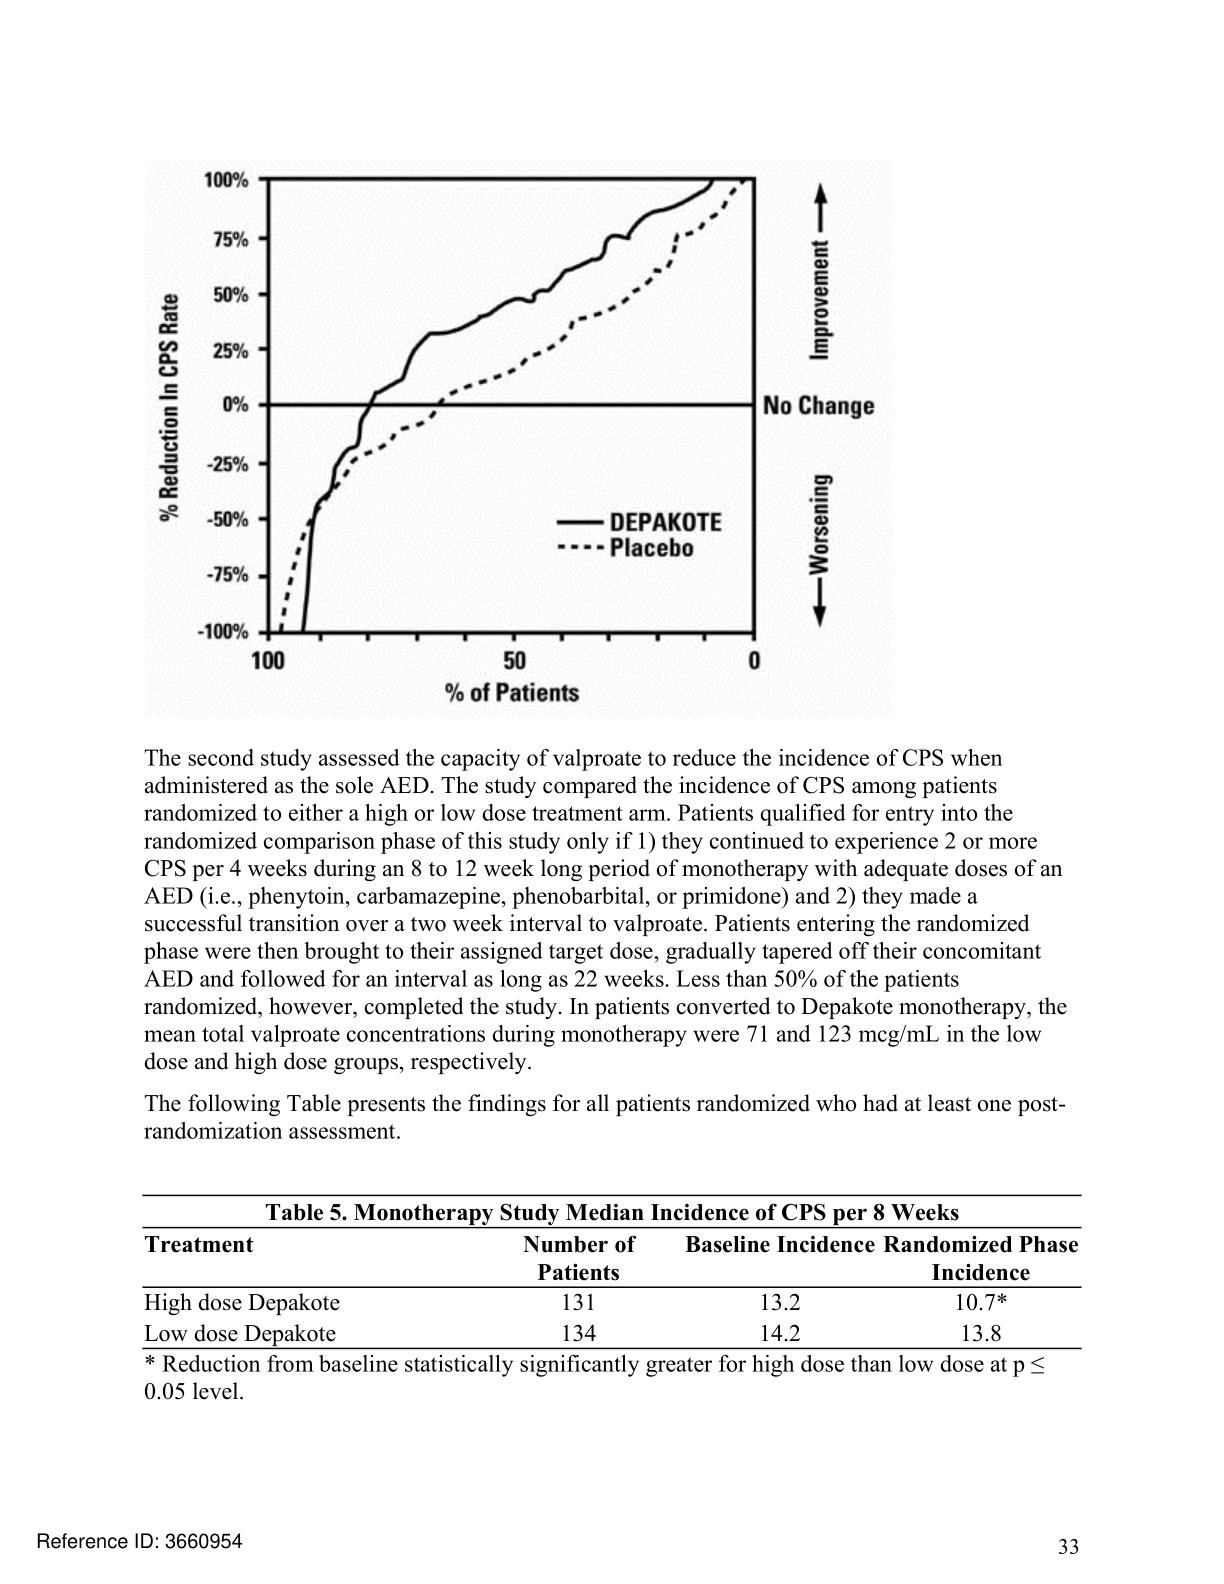 100%
75%
50%
25%
0%
-25%
-50%
-75%
-100%
% Reduction In CPS Rate
Improvement
No Change
Worsening
DEPAKOTE
Placebo
100
50
0
% of Patients
The second study assessed the capacity of valproate to reduce the incidence of CPS when
administered as the sole AED. The study compared the incidence of CPS among patients
randomized to either a high or low dose treatment arm. Patients qualified for entry into the
randomized comparison phase of this study only if 1) they continued to experience 2 or more
CPS per 4 weeks during an 8 to 12 week long period of monotherapy with adequate doses of an
AED (i.e., phenytoin, carbamazepine, phenobarbital, or primidone) and 2) they made a
successful transition over a two week interval to valproate. Patients entering the randomized
phase were then brought to their assigned target dose, gradually tapered off their concomitant
AED and followed for an interval as long as 22 weeks. Less than 50% of the patients
randomized, however, completed the study. In patients converted to Depakote monotherapy, the
mean total valproate concentrations during monotherapy were 71 and 123 mcg/mL in the low
dose and high dose groups, respectively.
The following Table presents the findings for all patients randomized who had at least one post-
randomization assessment.
Table 5. Monotherapy Study Median Incidence of CPS per 8 Weeks
Treatment Number of Baseline Incidence Randomized Phase
Patients Incidence
High dose Depakote 131 13.2 10.7*
Low dose Depakote 134 14.2 13.8
* Reduction from baseline statistically significantly greater for high dose than low dose at p ≤
0.05 level.
Reference ID: 3660954
33